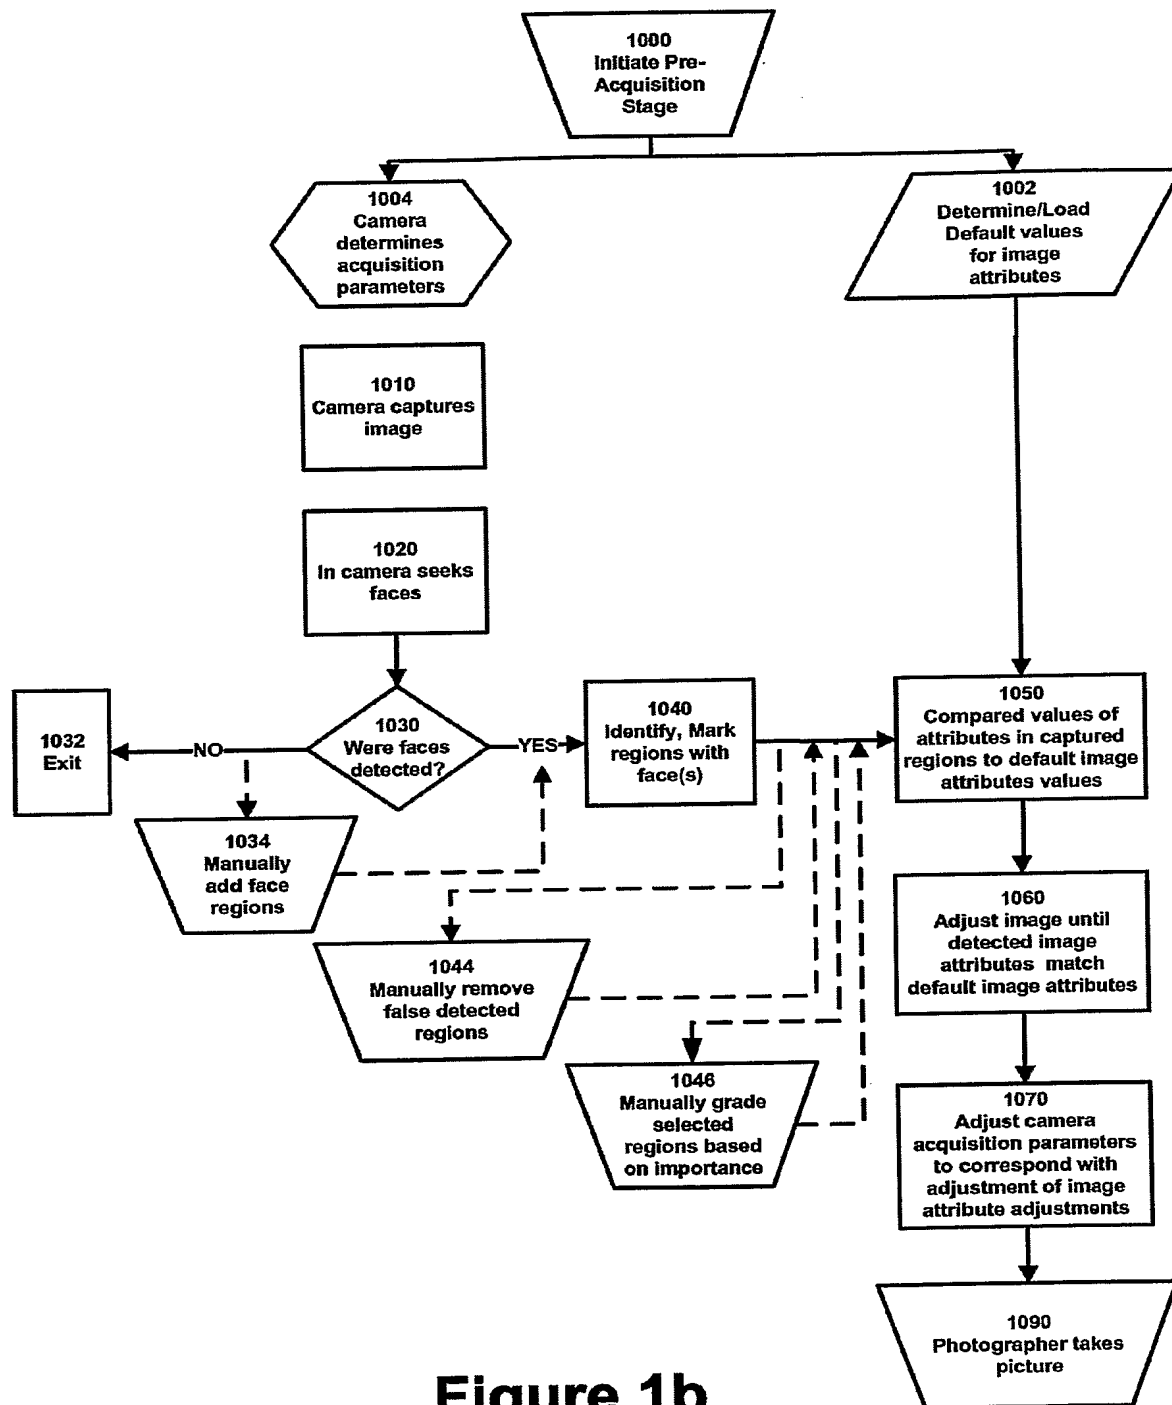 1000
Initiate Pre-
Acquisition
Stage
1004
Camera
determines
acquisition
parameters
1002
Determine/Load
Default values
for image
attributes
1010
Camera captures
image
1020
In camera seeks
faces
1032
Exit
NO
1030
Were faces
detected?
YES
1040
Identify, Mark
regions with
face(s)
1050
Compared values of
attributes in captured
regions to default image
attributes values
1034
Manually
add face
regions
1044
Manually remove
false detected
regions
1060
Adjust image until
detected image
attributes match
default image attributes
1046
Manually grade
selected
regions based
on importance
1070
Adjust camera
acquisition parameters
to correspond with
adjustment of image
attribute adjustments
1090
Photographer takes
picture
Figure 1b